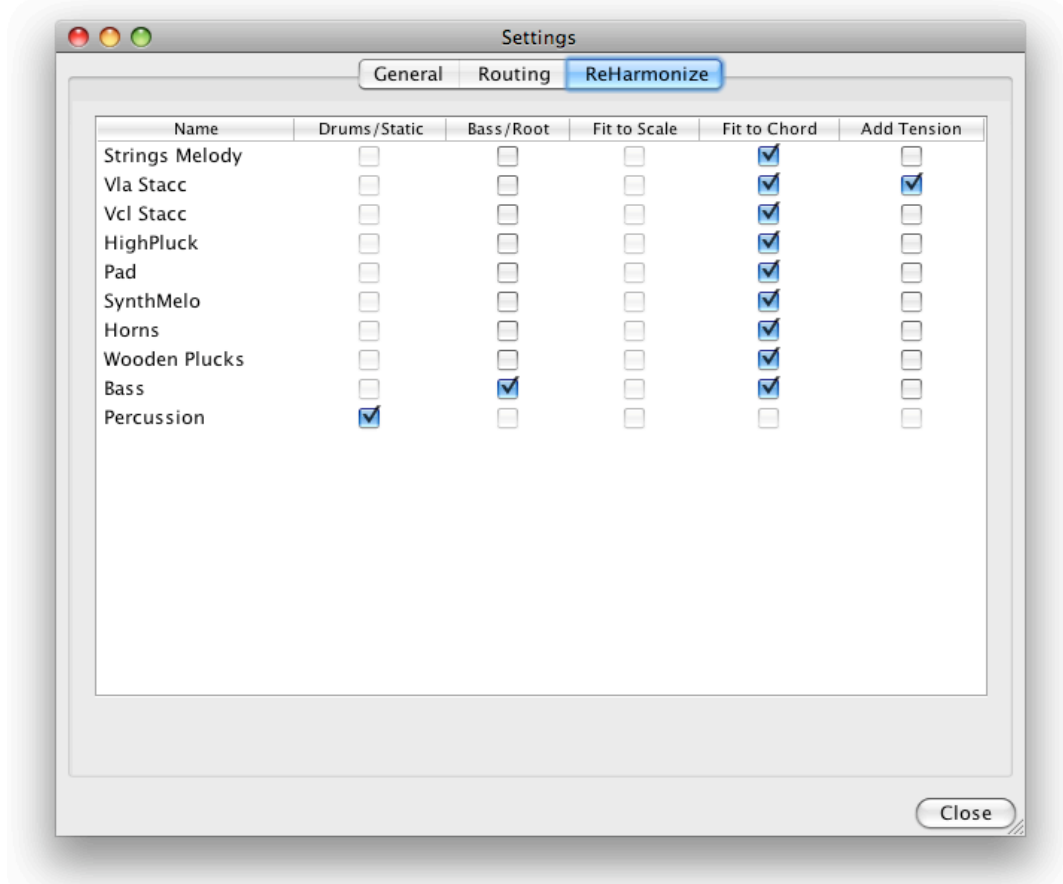 Settings
General Routing ReHarmonize
Name Drums/Static Bass/Root Fit to Scale Fit to Chord Add Tension
Strings Melody
Vla Stacc
Vcl Stacc
HighPluck
Pad
SynthMelo
Horns
Wooden Plucks
Bass
Percussion
Close